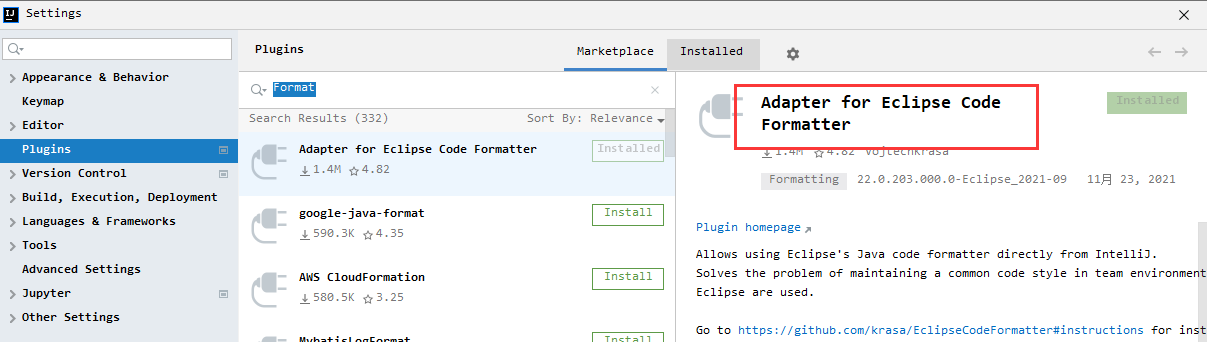 Settings
Plugins
Marketplace
Installed
Appearance & Behavior
Keymap
Editor
Plugins
Version Control
Build, Execution, Deployment
Languages & Frameworks
Tools
Advanced Settings
Jupyter
Other Settings
Format
Search Results (332)
Sort By: Relevance
Adapter for Eclipse Code Formatter
Installed
1.4M 4.82
google-java-format
Install
590.3K 4.35
AWS CloudFormation
Install
580.5K 3.25
MybatisLogFormat
Install
Adapter for Eclipse Code
Formatter
Installed
1.4M 4.82 VojtechKrasa
Formatting 22.0.203.000.0-Eclipse_2021-09 11月 23, 2021
Plugin homepage
Allows using Eclipse's Java code formatter directly from IntelliJ.
Solves the problem of maintaining a common code style in team environment
Eclipse are used.
Go to https://github.com/krasa/EclipseCodeFormatter#instructions for inst